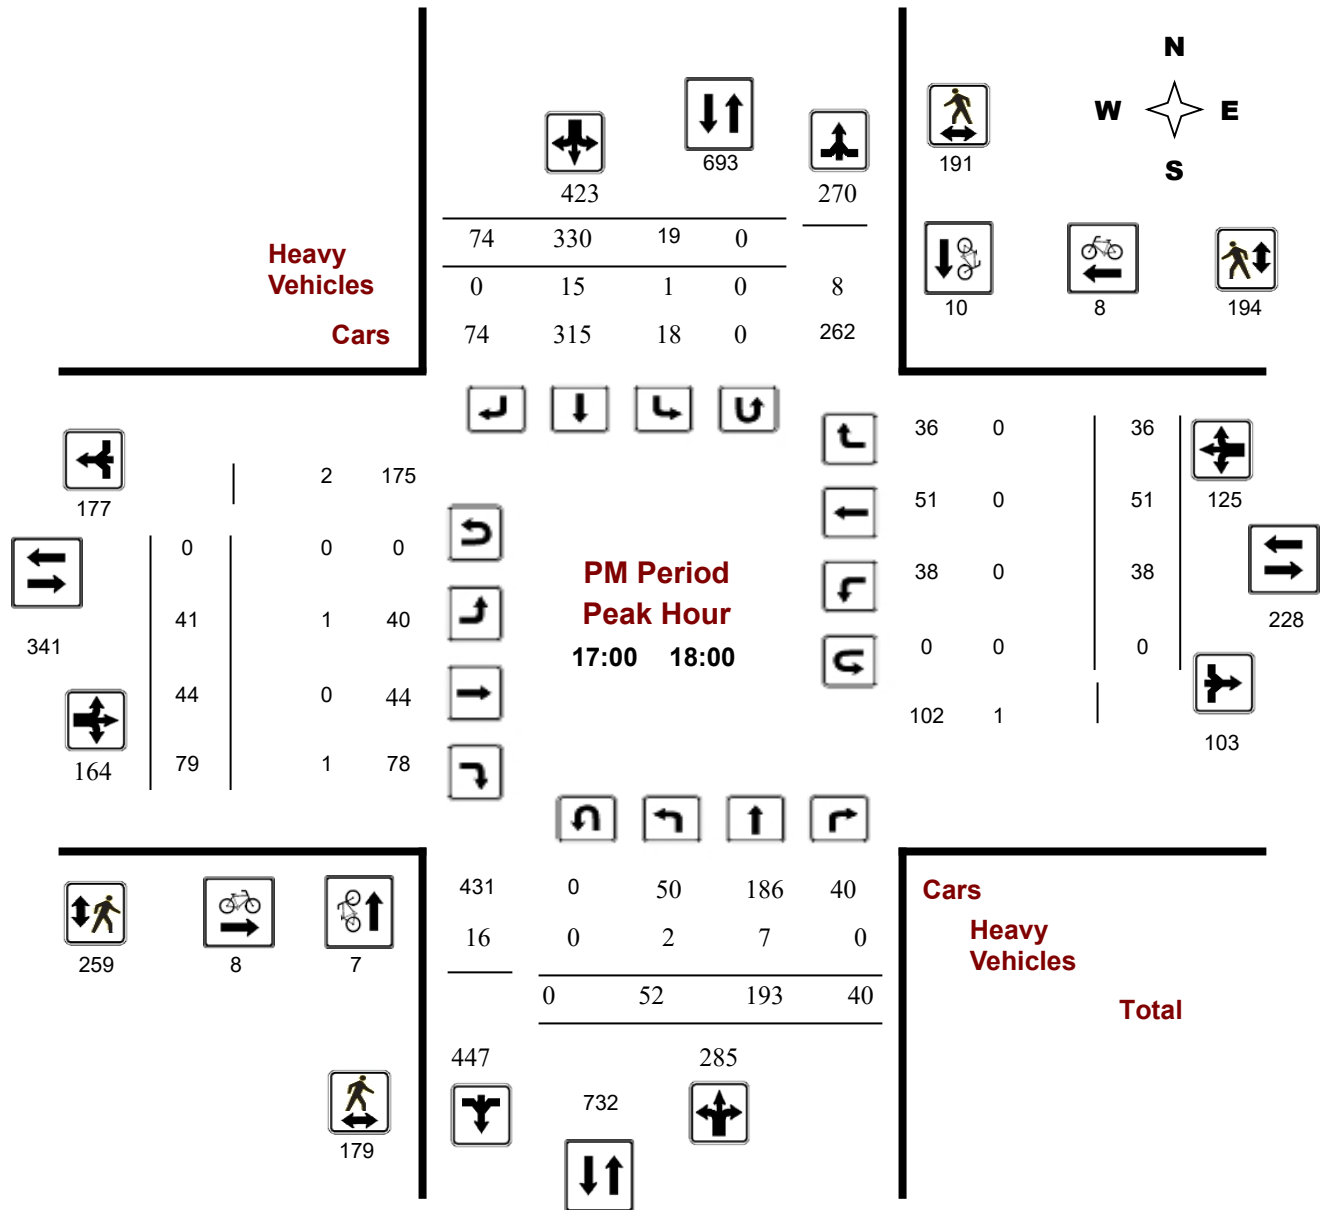 N
W E
S
693
191
423
270
74 330 19 0
Heavy
Vehicles
0 15 1 0 8
10 8 194
Cars
74 315 18 0 262
36 0 36
2 175
177
51 0 51
125
0 0 0
PM Period
38 0 38
41 1 40
Peak Hour
228
341
17:00 18:00
0 0 0
44 0 44
102 1
103
164
79 1 78
431 0 50 186 40
Cars
16 0 2 7 0
Heavy
Vehicles
259 8 7
0 52 193 40
Total
447 285
732
179